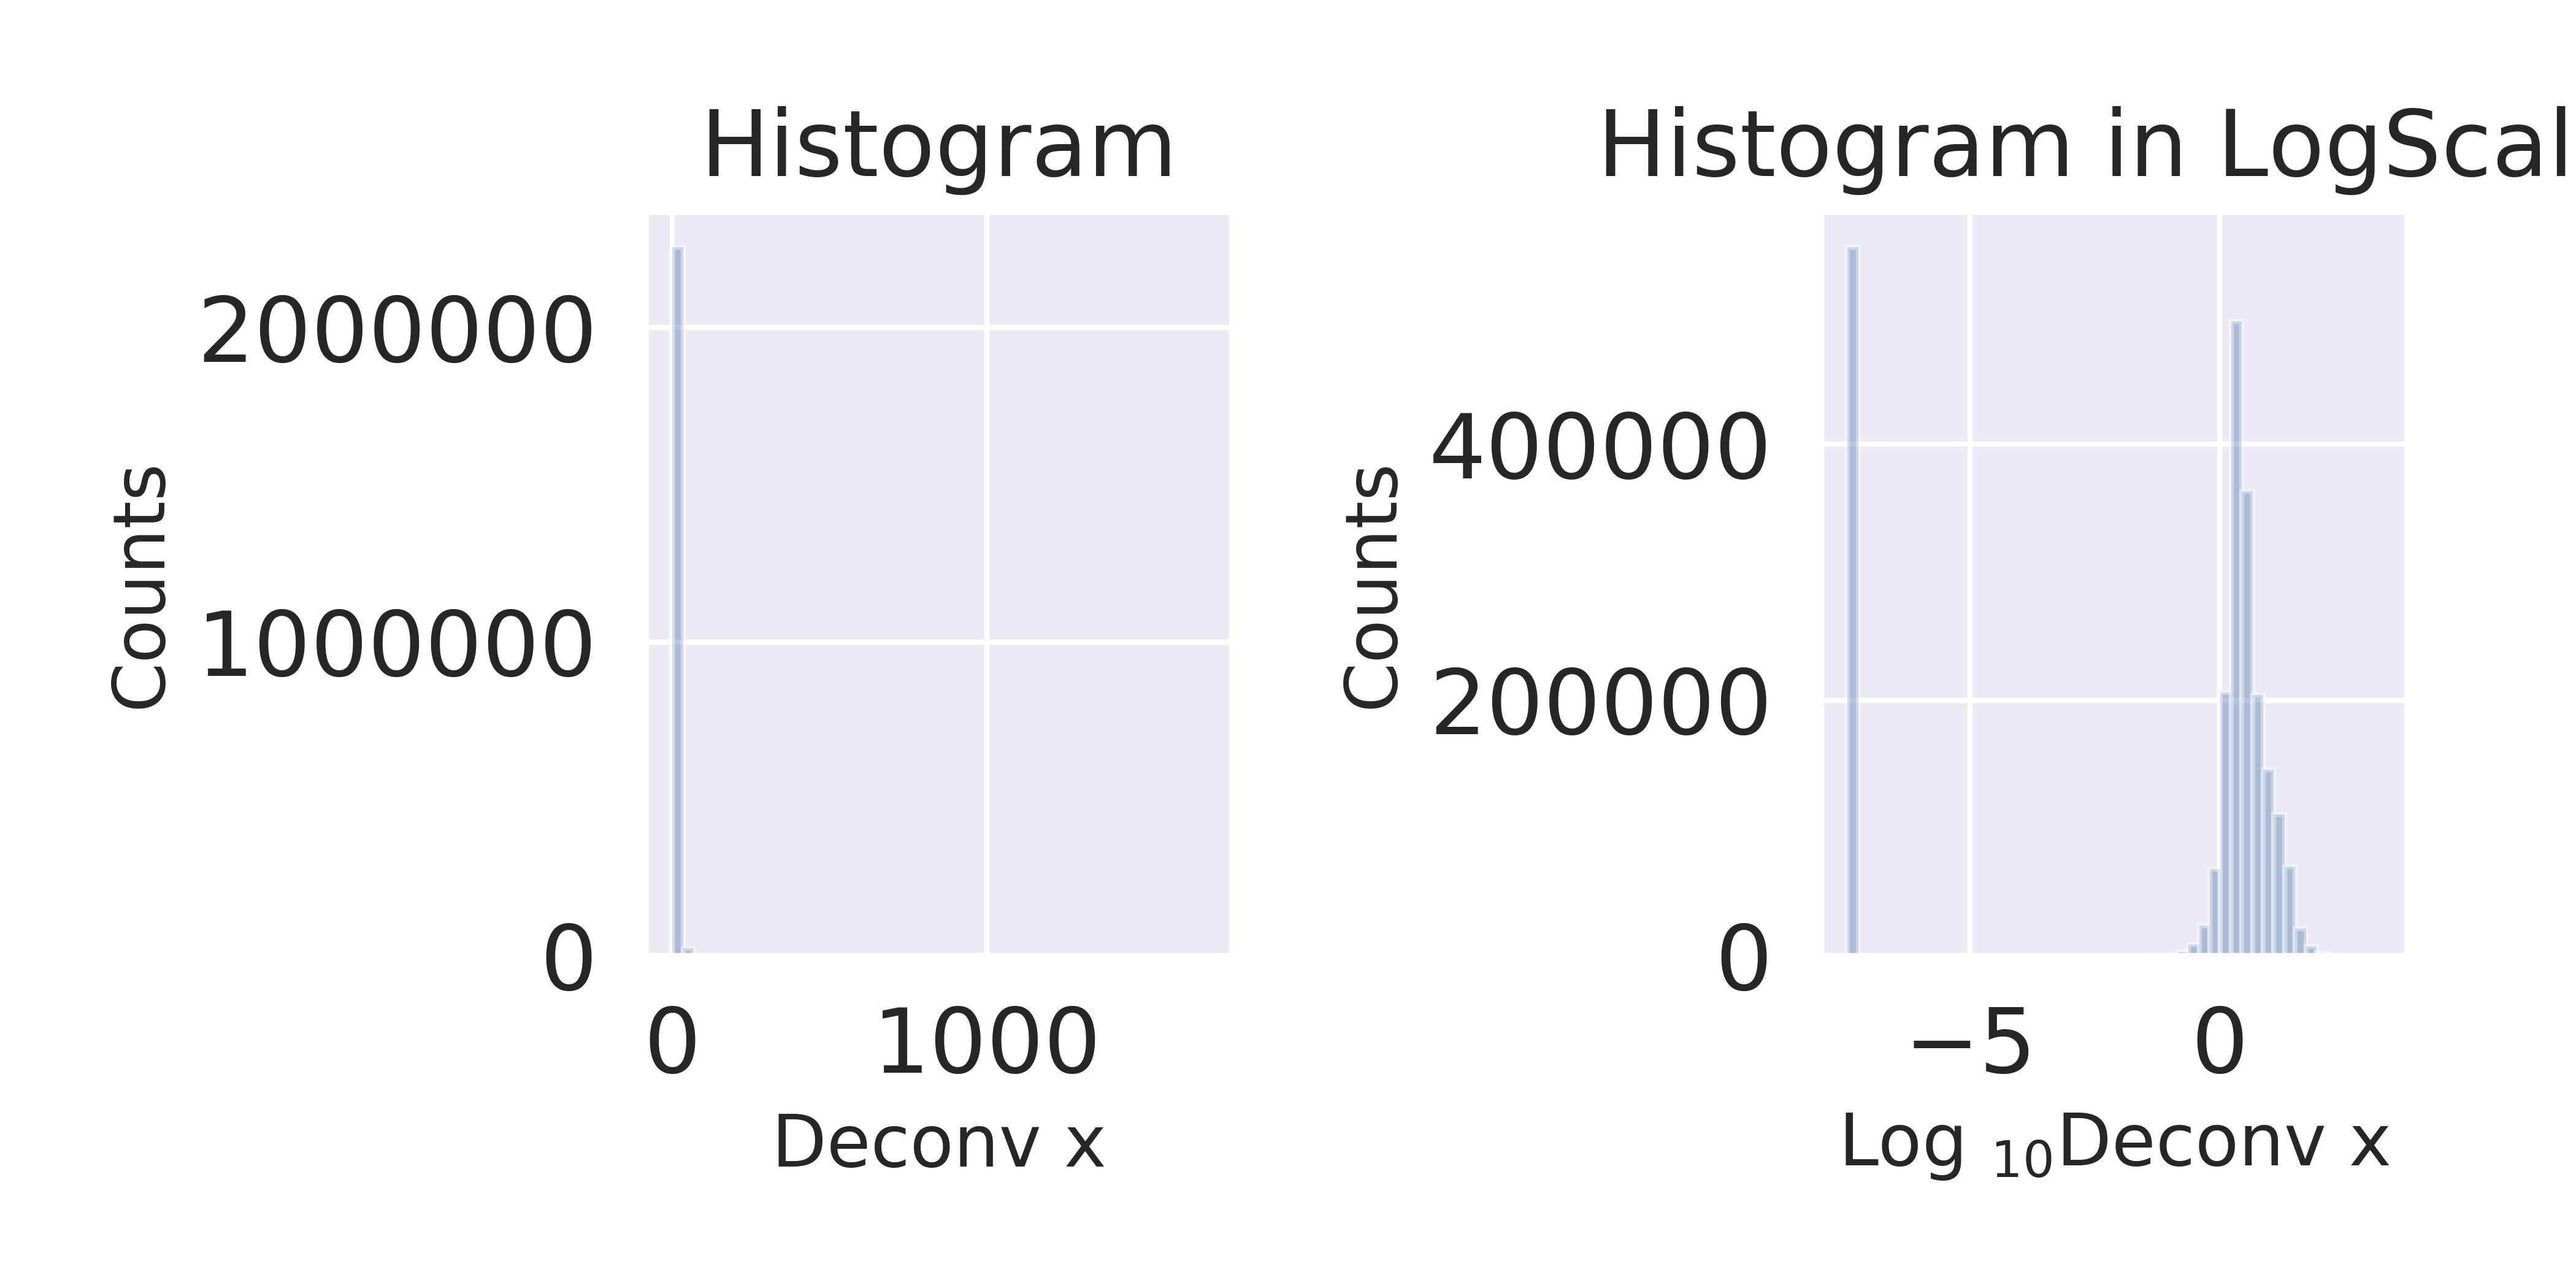 Histogram
Counts
2000000
1000000
0
0 1000
Deconv x
Histogram in LogScal
Counts
400000
200000
0
−5 0
Log ₁₀Deconv x